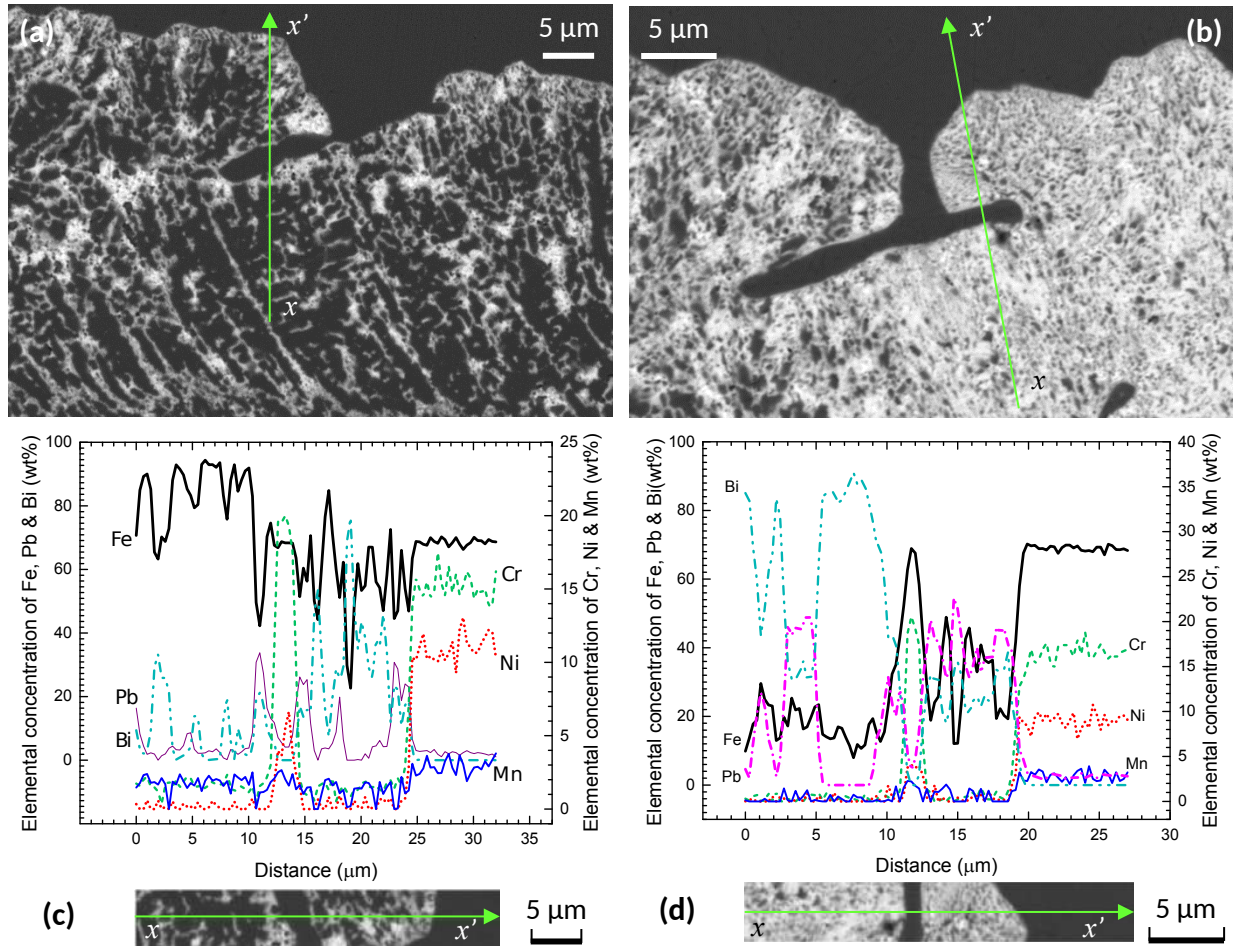 (a)
x'
5 µm
x
5 µm
x'
(b)
x
Elemental concentration of Fe, Pb & Bi (wt%)
100
80
60
40
20
0
Fe
Pb
Bi
Cr
Ni
Mn
25
20
15
10
5
0
Elemental concentration of Cr, Ni & Mn (wt%)
-5 0 5 10 15 20 25 30 35
Distance (µm)
Elemental concentration of Fe, Pb & Bi(wt%)
100
80
60
40
20
0
Bi
Fe
Pb
Cr
Ni
Mn
40
35
30
25
20
15
10
5
0
Elemental concentration of Cr, Ni & Mn (wt%)
-5 0 5 10 15 20 25 30
Distance (µm)
(c)
x
x'
5 µm
(d)
x
x'
5 µm